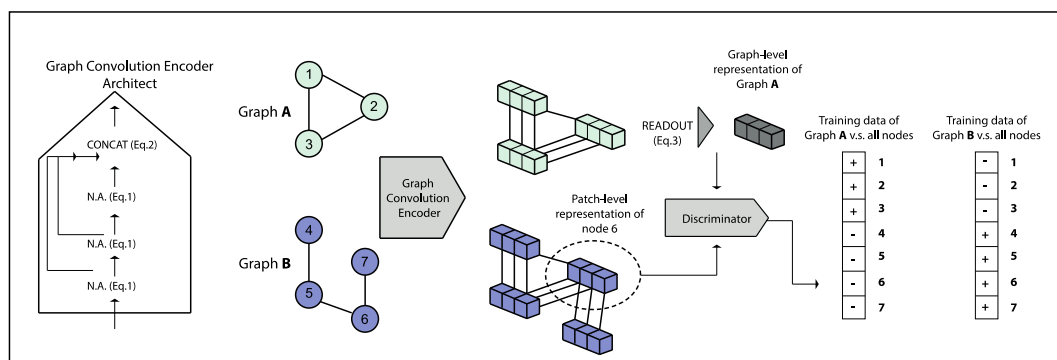 Graph Convolution Encoder
Architect
CONCAT (Eq.2)
N.A. (Eq.1)
N.A. (Eq.1)
N.A. (Eq.1)
Graph A
1
2
3
Graph B
4
7
5
6
Graph
Convolution
Encoder
Patch-level
representation of
node 6
READOUT
(Eq.3)
Graph-level
representation of
Graph A
Discriminator
Training data of
Graph A v.s. all nodes
+ 1
+ 2
+ 3
- 4
- 5
- 6
- 7
Training data of
Graph B v.s. all nodes
- 1
- 2
- 3
+ 4
+ 5
+ 6
+ 7